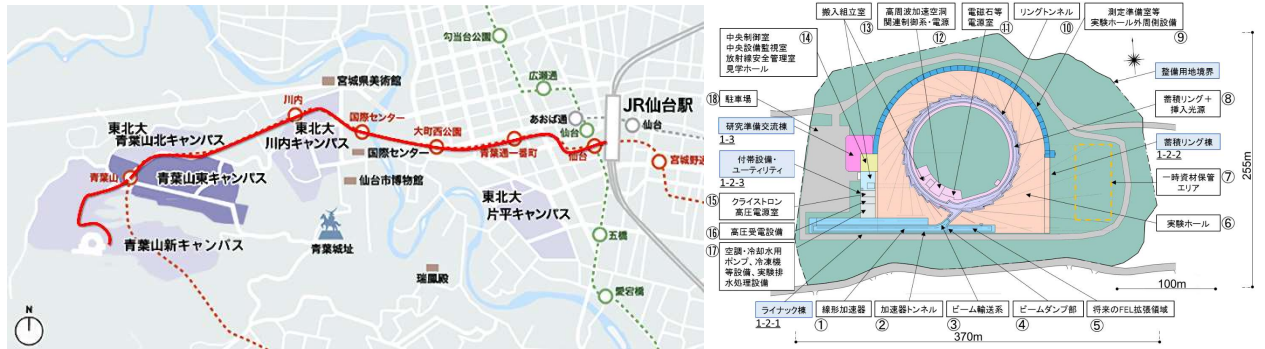 勾当台公園
広瀬通
宮城県美術館
JR仙台駅
川内
国際センター
あおば通
仙台
仙台
東北大
青葉山北キャンパス
東北大
川内キャンパス
大町西公園
青葉通一番町
仙台
宮城野通
国際センター
青葉山
青葉山東キャンパス
仙台市博物館
東北大
片平キャンパス
青葉山新キャンパス
青葉城址
五橋
瑞鳳殿
愛宕橋
N
搬入組立室
⑬
高周波加速空洞
関連制御系・電源
⑫
電磁石等
電源室
⑪
リングトンネル
⑩
測定準備室等
実験ホール外周側設備
⑨
中央制御室
中央設備監視室
放射線安全管理室
見学ホール
⑭
整備用地境界
⑱
駐車場
蓄積リング+
挿入光源
⑧
研究準備交流棟
1-3
蓄積リング棟
1-2-2
付帯設備・
ユーティリティ
1-2-3
一時資材保管
エリア
⑦
255m
⑮
クライストロン
高圧電源室
実験ホール
⑥
⑯
高圧受電設備
⑰
空調・冷却水用
ポンプ、冷凍機
等設備、実験排
水処理設備
100m
ライナック棟
1-2-1
線形加速器
①
加速器トンネル
②
ビーム輸送系
③
ビームダンプ部
④
将来のFEL拡張領域
⑤
370m